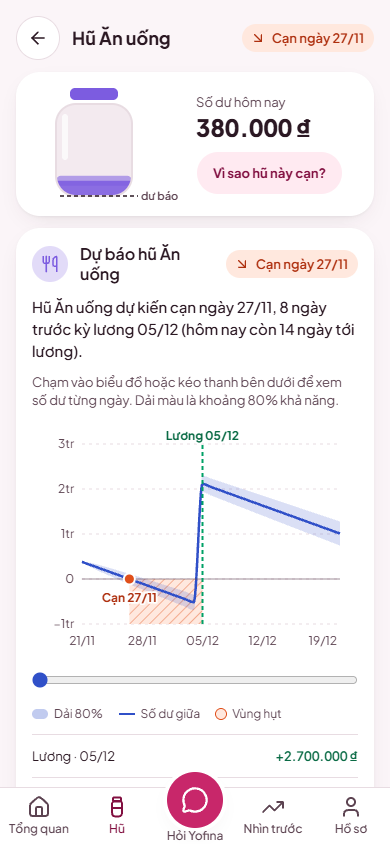 Hũ Ăn uống
Cạn ngày 27/11
Số dư hôm nay
380.000 ₫
Vì sao hũ này cạn?
dự báo
Dự báo hũ Ăn
uống
Cạn ngày 27/11
Hũ Ăn uống dự kiến cạn ngày 27/11, 8 ngày
trước kỳ lương 05/12 (hôm nay còn 14 ngày tới
lương).
Chạm vào biểu đồ hoặc kéo thanh bên dưới để xem
số dư từng ngày. Dải màu là khoảng 80% khả năng.
Lương 05/12
3tr
2tr
1tr
0
Cạn 27/11
−1tr
21/11 28/11 05/12 12/12 19/12
Dải 80% Số dư giữa Vùng hụt
Lương · 05/12 +2.700.000 ₫
Tổng quan Hũ Hỏi Yofina Nhìn trước Hồ sơ